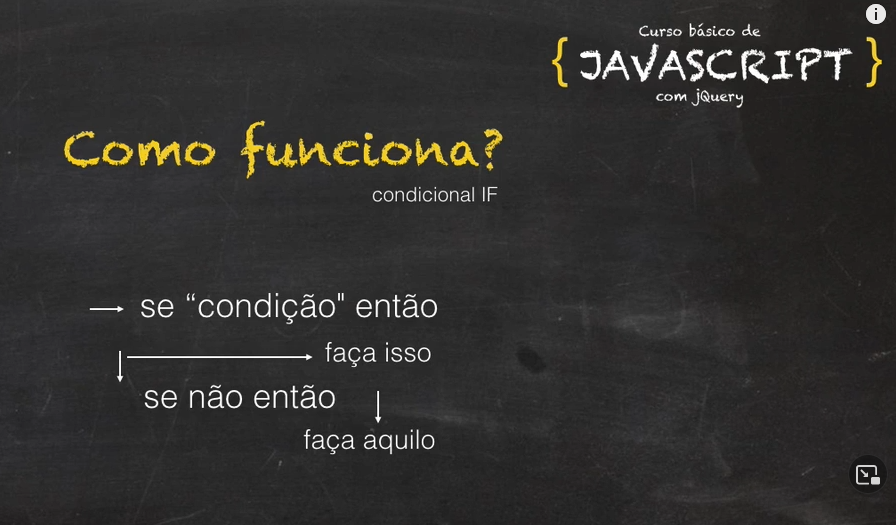 Curso básico de
{ JAVASCRIPT }
com jQuery
Como funciona?
condicional IF
se “condição" então
faça isso
se não então
faça aquilo